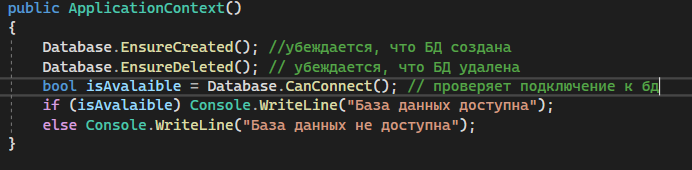 public ApplicationContext()
{
Database.EnsureCreated(); //убеждается, что БД создана
Database.EnsureDeleted(); // убеждается, что БД удалена
bool isAvalaible = Database.CanConnect(); // проверяет подключение к бд
if (isAvalaible) Console.WriteLine("База данных доступна");
else Console.WriteLine("База данных не доступна");
}